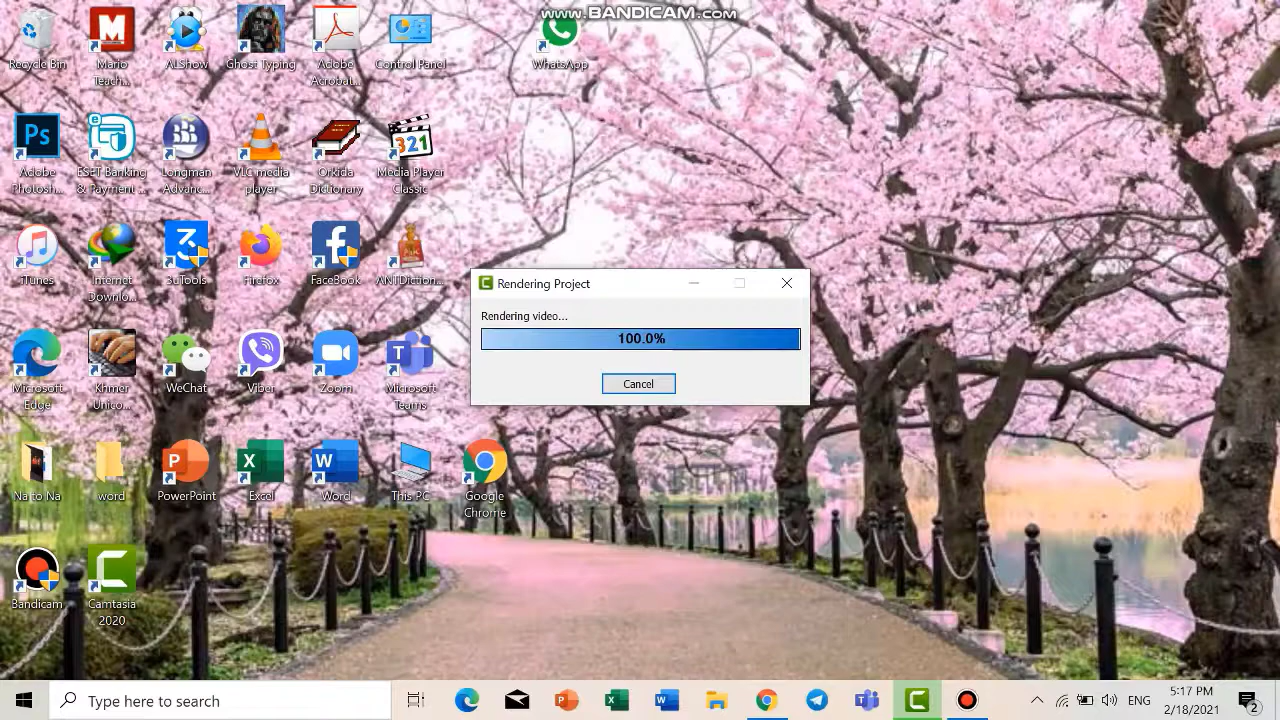 www.BANDICAM.com
Recycle Bin
Mario
Teach...
ALShow
Ghost Typing
Adobe
Acrobat...
Control Panel
WhatsApp
Ps
Adobe
Photosh...
ESET Banking
& Payment ...
Longman
Advanc...
VLC media
player
Orkida
Dictionary
321
Media Player
Classic
iTunes
Internet
Downlo...
3uTools
Firefox
FaceBook
ANTDiction...
Microsoft
Edge
Khmer
Unico...
WeChat
Viber
Zoom
Microsoft
Teams
Na to Na
word
PowerPoint
Excel
Word
This PC
Google
Chrome
Bandicam
Camtasia
2020
Rendering Project
Rendering video...
100.0%
Cancel
Type here to search
ENG
5:17 PM
2/18/2021
2